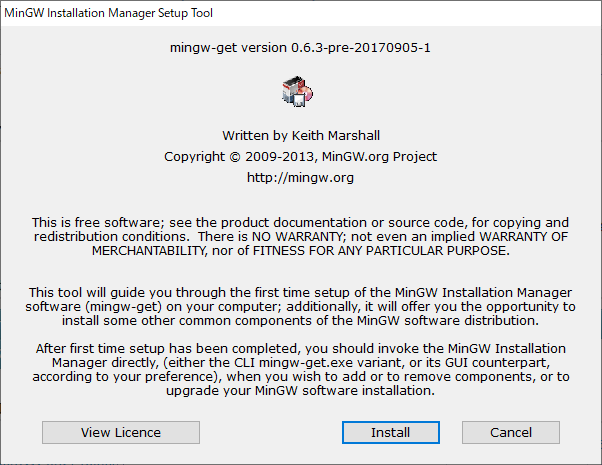 MinGW Installation Manager Setup Tool
mingw-get version 0.6.3-pre-20170905-1
Written by Keith Marshall
Copyright © 2009-2013, MinGW.org Project
http://mingw.org
This is free software; see the product documentation or source code, for copying and
redistribution conditions.  There is NO WARRANTY; not even an implied WARRANTY OF
MERCHANTABILITY, nor of FITNESS FOR ANY PARTICULAR PURPOSE.
This tool will guide you through the first time setup of the MinGW Installation Manager
software (mingw-get) on your computer; additionally, it will offer you the opportunity to
install some other common components of the MinGW software distribution.
After first time setup has been completed, you should invoke the MinGW Installation
Manager directly, (either the CLI mingw-get.exe variant, or its GUI counterpart,
according to your preference), when you wish to add or to remove components, or to
upgrade your MinGW software installation.
View Licence
Install
Cancel